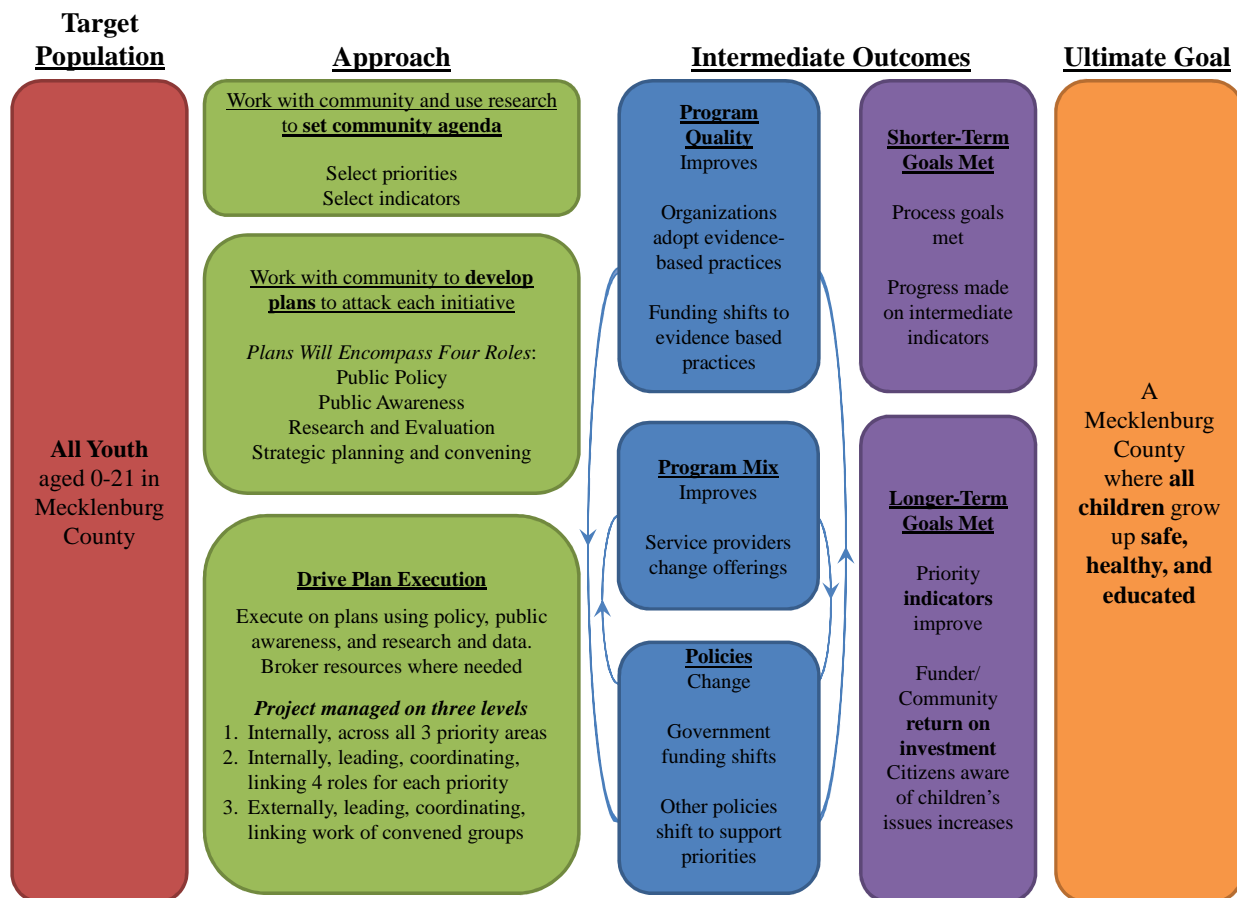 Target
Population
Approach
Intermediate Outcomes
Ultimate Goal
All Youth
aged 0-21 in
Mecklenburg
County
Work with community and use research
to set community agenda
Select priorities
Select indicators
Work with community to develop
plans to attack each initiative
Plans Will Encompass Four Roles:
Public Policy
Public Awareness
Research and Evaluation
Strategic planning and convening
Drive Plan Execution
Execute on plans using policy, public
awareness, and research and data.
Broker resources where needed
Project managed on three levels
1. Internally, across all 3 priority areas
2. Internally, leading, coordinating,
linking 4 roles for each priority
3. Externally, leading, coordinating,
linking work of convened groups
Program
Quality
Improves
Organizations
adopt evidence-
based practices
Funding shifts to
evidence based
practices
Program Mix
Improves
Service providers
change offerings
Policies
Change
Government
funding shifts
Other policies
shift to support
priorities
Shorter-Term
Goals Met
Process goals
met
Progress made
on intermediate
indicators
Longer-Term
Goals Met
Priority
indicators
improve
Funder/
Community
return on
investment
Citizens aware
of children’s
issues increases
A
Mecklenburg
County
where all
children grow
up safe,
healthy, and
educated